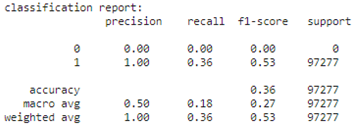 classification report:
precision recall f1-score support
0 0.00 0.00 0.00 0
1 1.00 0.36 0.53 97277
accuracy 0.36 97277
macro avg 0.50 0.18 0.27 97277
weighted avg 1.00 0.36 0.53 97277